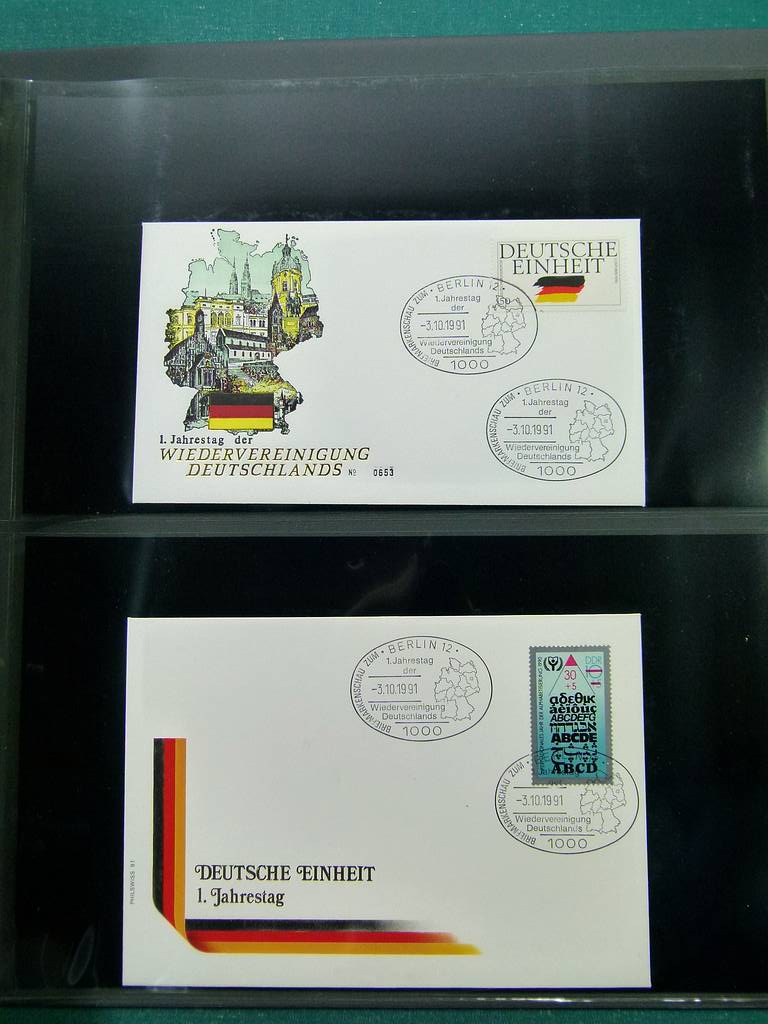 DEUTSCHE
EINHEIT
50
BRIEFMARKENSCHAU ZUM • BERLIN 12 •
1. Jahrestag
der
-3.10.1991
Wiedervereinigung
Deutschlands
1000
BRIEFMARKENSCHAU ZUM • BERLIN 12 •
1. Jahrestag
der
-3.10.1991
Wiedervereinigung
Deutschlands
1000
1. Jahrestag der
WIEDERVEREINIGUNG
DEUTSCHLANDS Nº 0653
BRIEFMARKENSCHAU ZUM • BERLIN 12 •
1. Jahrestag
der
-3.10.1991
Wiedervereinigung
Deutschlands
1000
DDR
30
+5
αδεθικ
áéíôùç
ABCDEFG
ABCDE
ABCD
BRIEFMARKENSCHAU ZUM
-3.10.1991
Wiedervereinigung
Deutschlands
1000
DEUTSCHE EINHEIT
1. Jahrestag
PHILSWISS 91